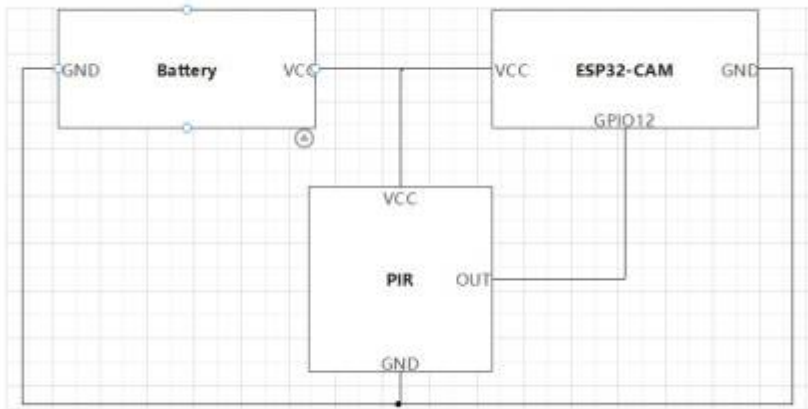 GND Battery VCC
VCC ESP32-CAM GND
GPIO12
VCC
PIR OUT
GND